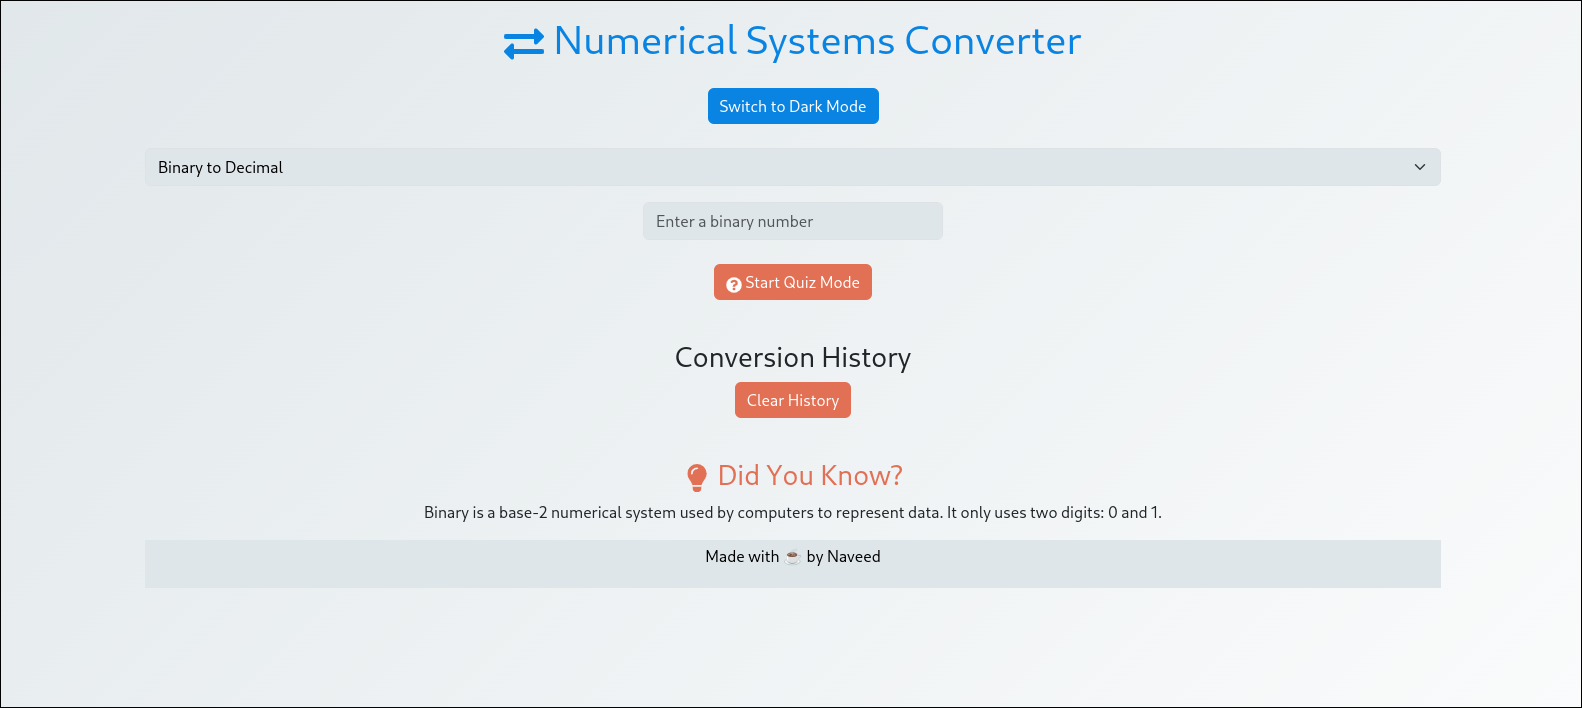 Numerical Systems Converter
Switch to Dark Mode
Binary to Decimal
Enter a binary number
Start Quiz Mode
Conversion History
Clear History
Did You Know?
Binary is a base-2 numerical system used by computers to represent data. It only uses two digits: 0 and 1.
Made with ☕ by Naveed